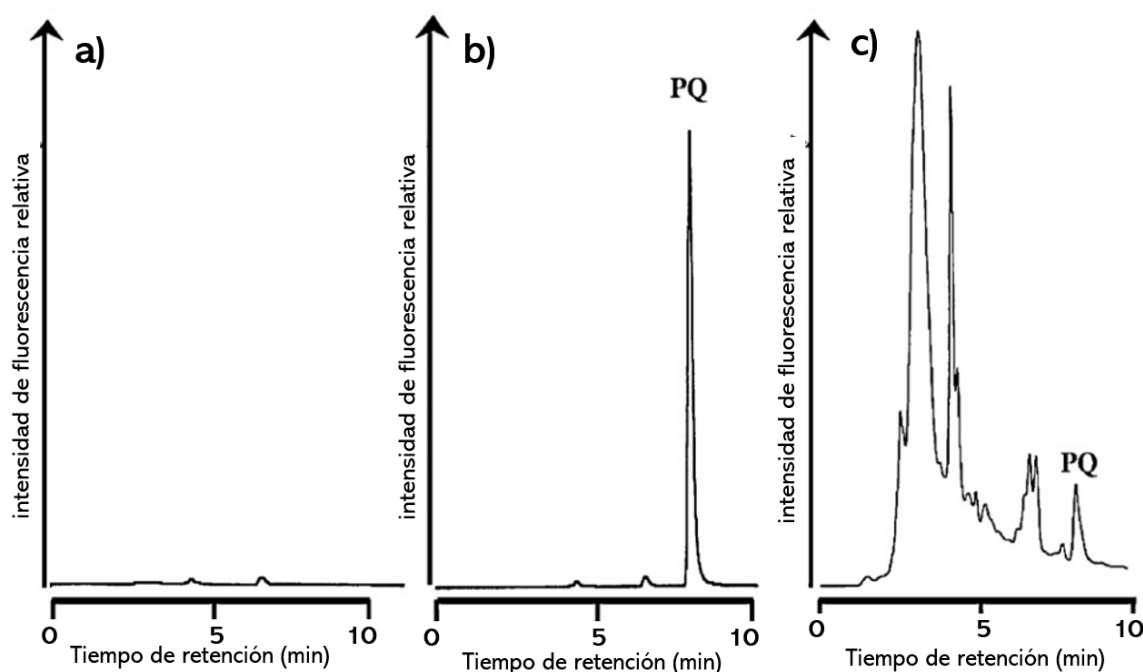 a)
intensidad de fluorescencia relativa
0 5 10
Tiempo de retención (min)
b)
PQ
intensidad de fluorescencia relativa
0 5 10
Tiempo de retención (min)
c)
PQ
intensidad de fluorescencia relativa
0 5 10
Tiempo de retención (min)